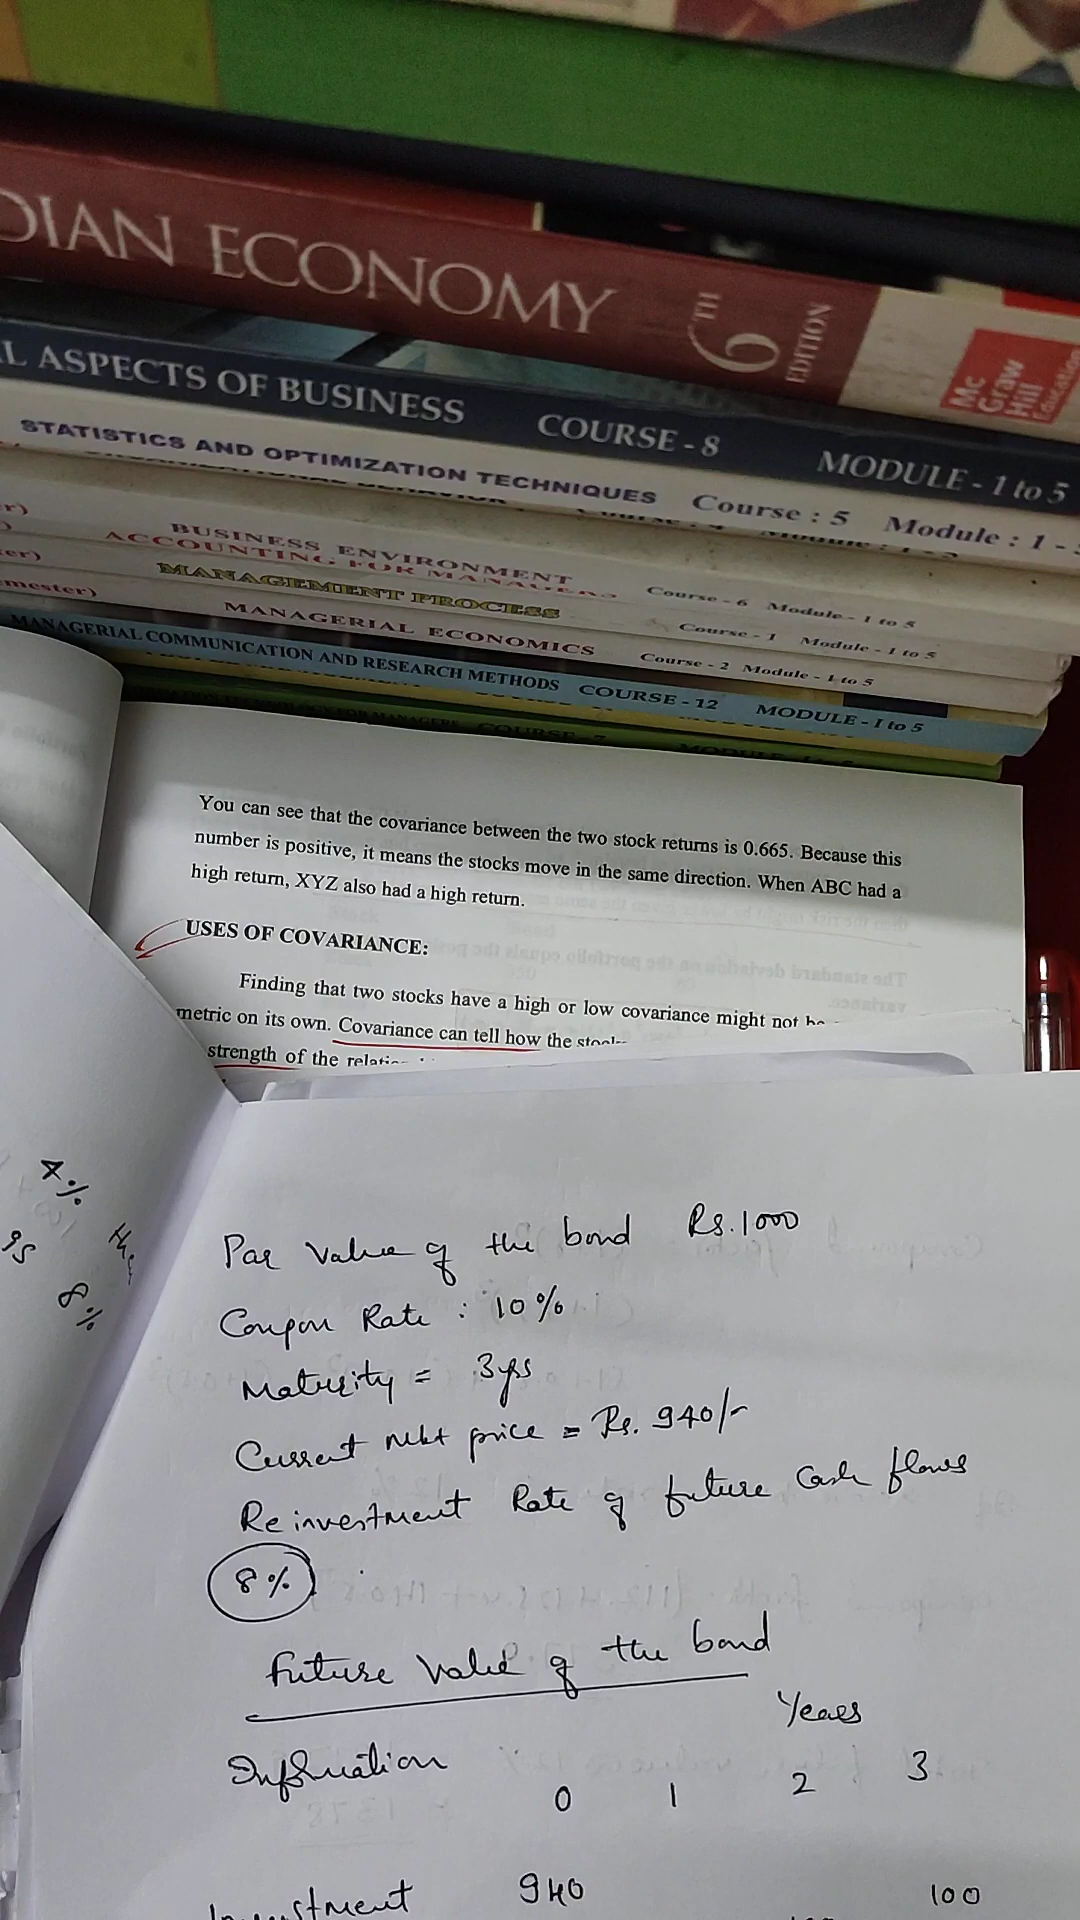 DIAN ECONOMY 6TH EDITION Mc Graw Hill Education
L ASPECTS OF BUSINESS COURSE - 8 MODULE - 1 to 5
STATISTICS AND OPTIMIZATION TECHNIQUES Course : 5 Module : 1 -
BUSINESS ENVIRONMENT Course - 6 Module - 1 to 5
ACCOUNTING FOR MANAGERS
MANAGEMENT PROCESS Course - 1 Module - 1 to 5
MANAGERIAL ECONOMICS Course - 2 Module - 1 to 5
MANAGERIAL COMMUNICATION AND RESEARCH METHODS COURSE - 12 MODULE - 1 to 5
You can see that the covariance between the two stock returns is 0.665. Because this
number is positive, it means the stocks move in the same direction. When ABC had a
high return, XYZ also had a high return.
USES OF COVARIANCE:
Finding that two stocks have a high or low covariance might not
metric on its own. Covariance can tell how the
strength of the
8%
Par Value of the bond Rs.1000
Coupon Rate : 10%
Maturity = 3yrs
Current mkt price = Rs. 940/-
Reinvestment Rate of future Cash flows
8%
Future Value of the bond
Years
Information 0 1 2 3
940 100